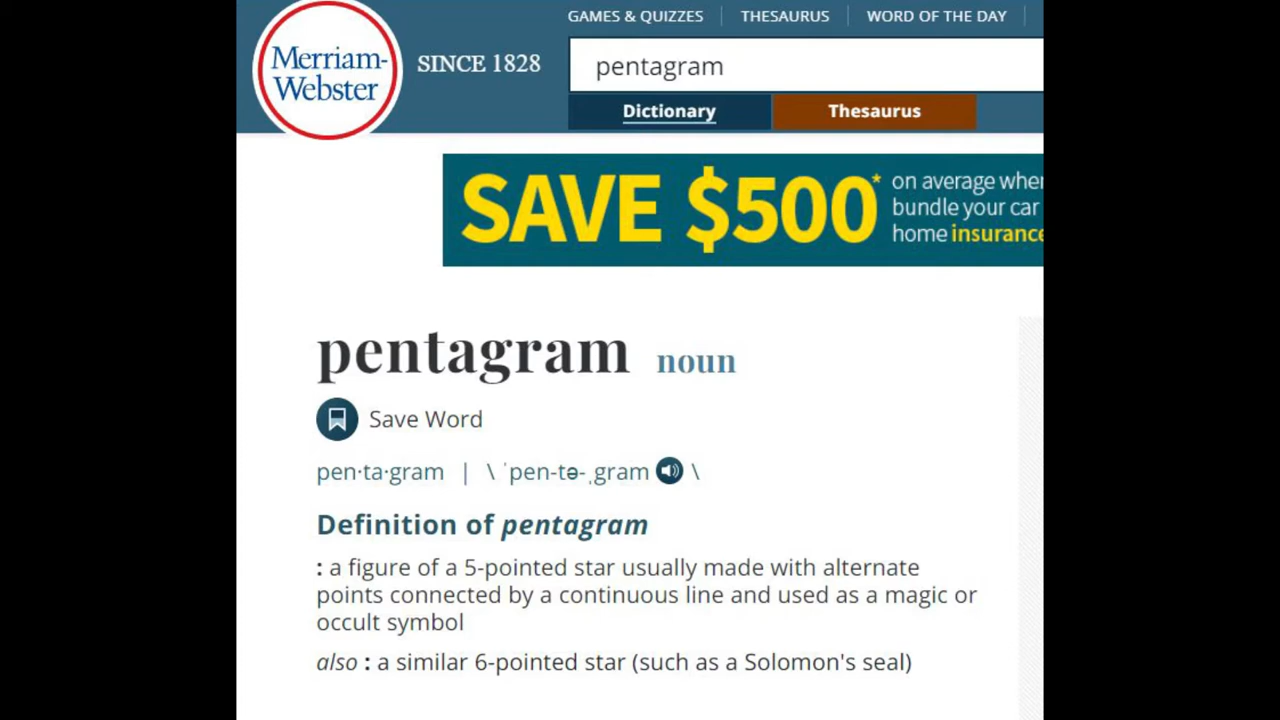 GAMES & QUIZZES THESAURUS WORD OF THE DAY
Merriam-
Webster
SINCE 1828
pentagram
Dictionary Thesaurus
SAVE $500*
on average when
bundle your car
home insurance
pentagram noun
Save Word
pen·ta·gram | \ ˈpen-tə-ˌgram \
Definition of pentagram
: a figure of a 5-pointed star usually made with alternate
points connected by a continuous line and used as a magic or
occult symbol
also : a similar 6-pointed star (such as a Solomon's seal)